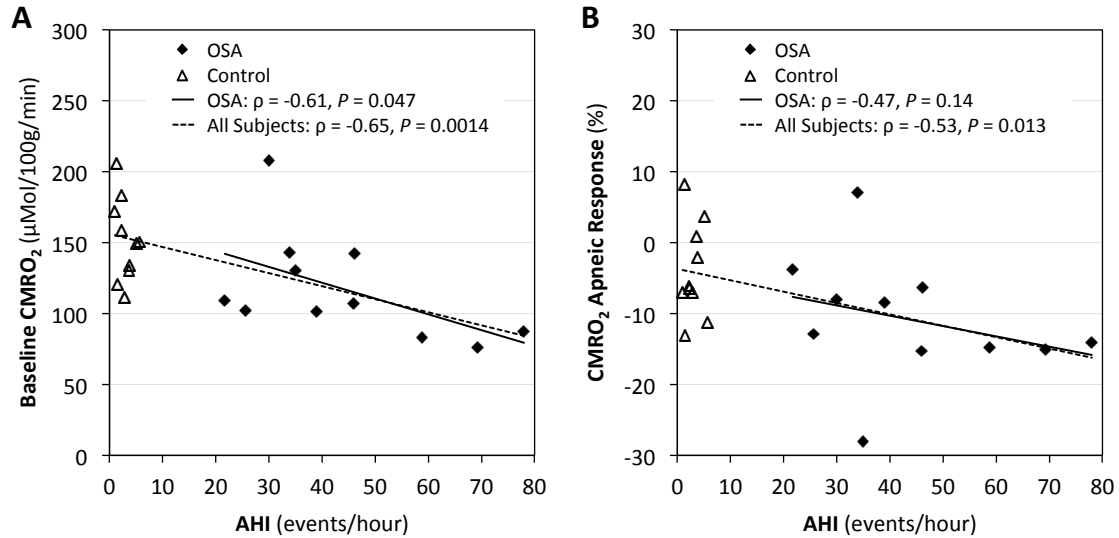 A
Baseline CMRO2 (μMol/100g/min)
300
250
200
150
100
50
0
OSA
Control
OSA: ρ = -0.61, P = 0.047
All Subjects: ρ = -0.65, P = 0.0014
0 10 20 30 40 50 60 70 80
AHI (events/hour)
B
CMRO2 Apneic Response (%)
30
20
10
0
-10
-20
-30
OSA
Control
OSA: ρ = -0.47, P = 0.14
All Subjects: ρ = -0.53, P = 0.013
0 10 20 30 40 50 60 70 80
AHI (events/hour)